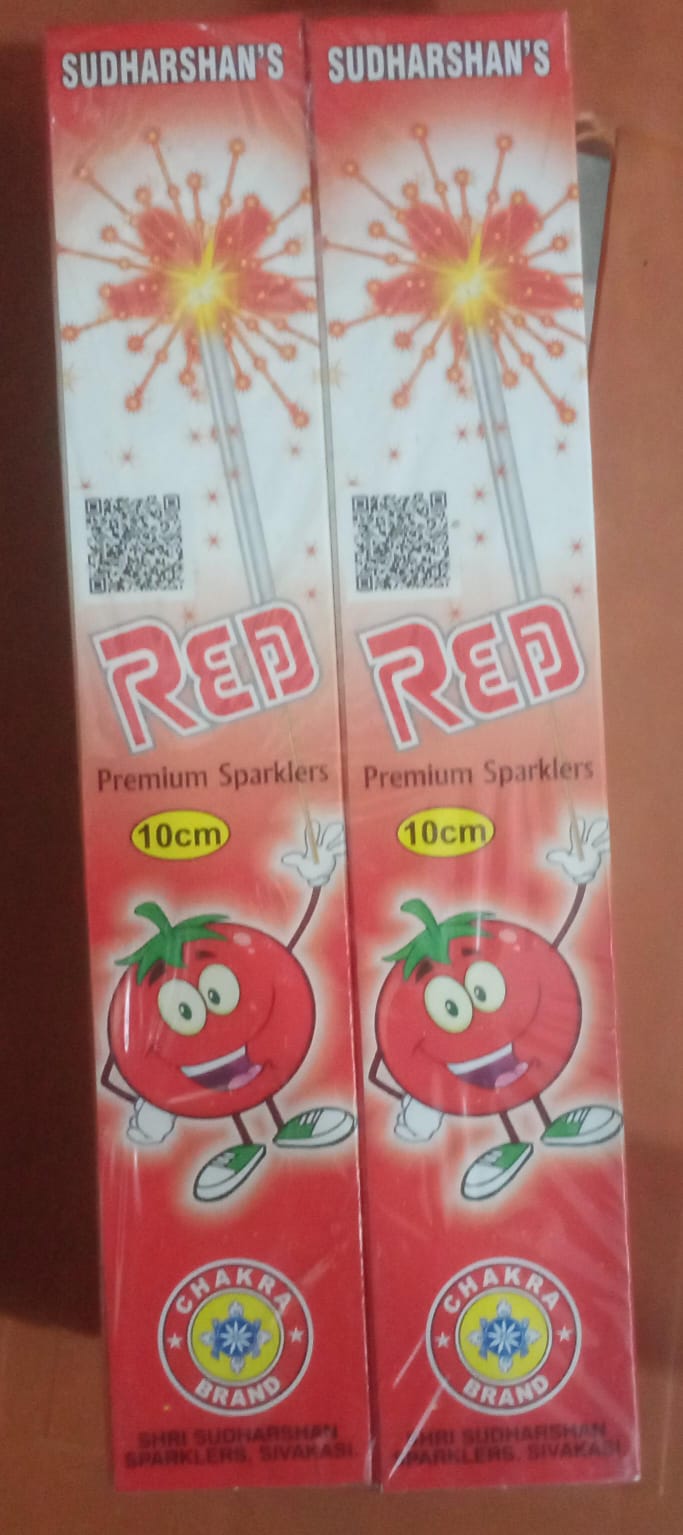 SUDHARSHAN'S
RED
Premium Sparklers
10cm
CHAKRA
BRAND
SHRI SUDHARSHAN
SPARKLERS, SIVAKASI.
SUDHARSHAN'S
RED
Premium Sparklers
10cm
CHAKRA
BRAND
SHRI SUDHARSHAN
SPARKLERS, SIVAKASI.